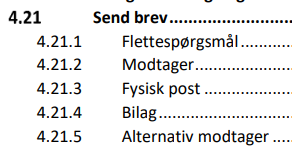 4.21 Send brev..............................
4.21.1 Flettespørgsmål............
4.21.2 Modtager......................
4.21.3 Fysisk post ...................
4.21.4 Bilag..............................
4.21.5 Alternativ modtager .....